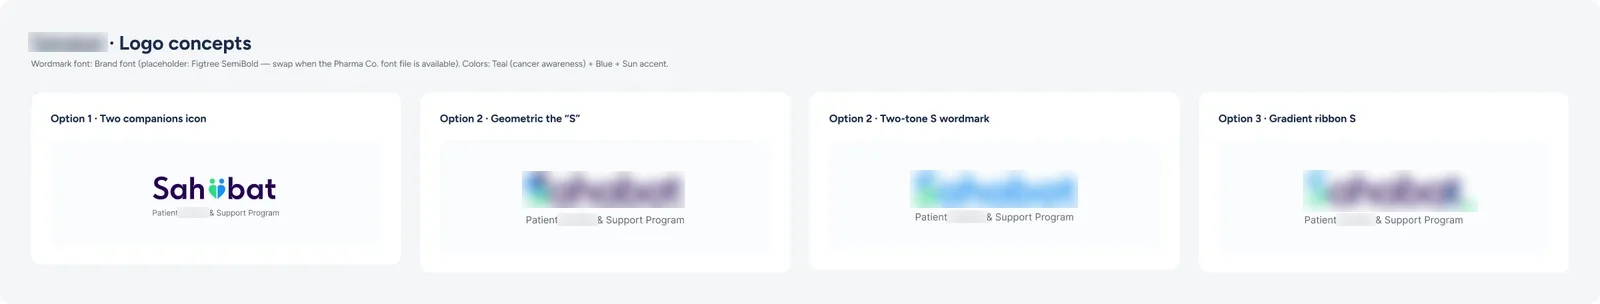 · Logo concepts
Wordmark font: Brand font (placeholder: Figtree SemiBold — swap when the Pharma Co. font file is available). Colors: Teal (cancer awareness) + Blue + Sun accent.
Option 1 · Two companions icon
Sah bat
Patient & Support Program
Option 2 · Geometric the “S”
Patient & Support Program
Option 2 · Two-tone S wordmark
Patient & Support Program
Option 3 · Gradient ribbon S
Patient & Support Program